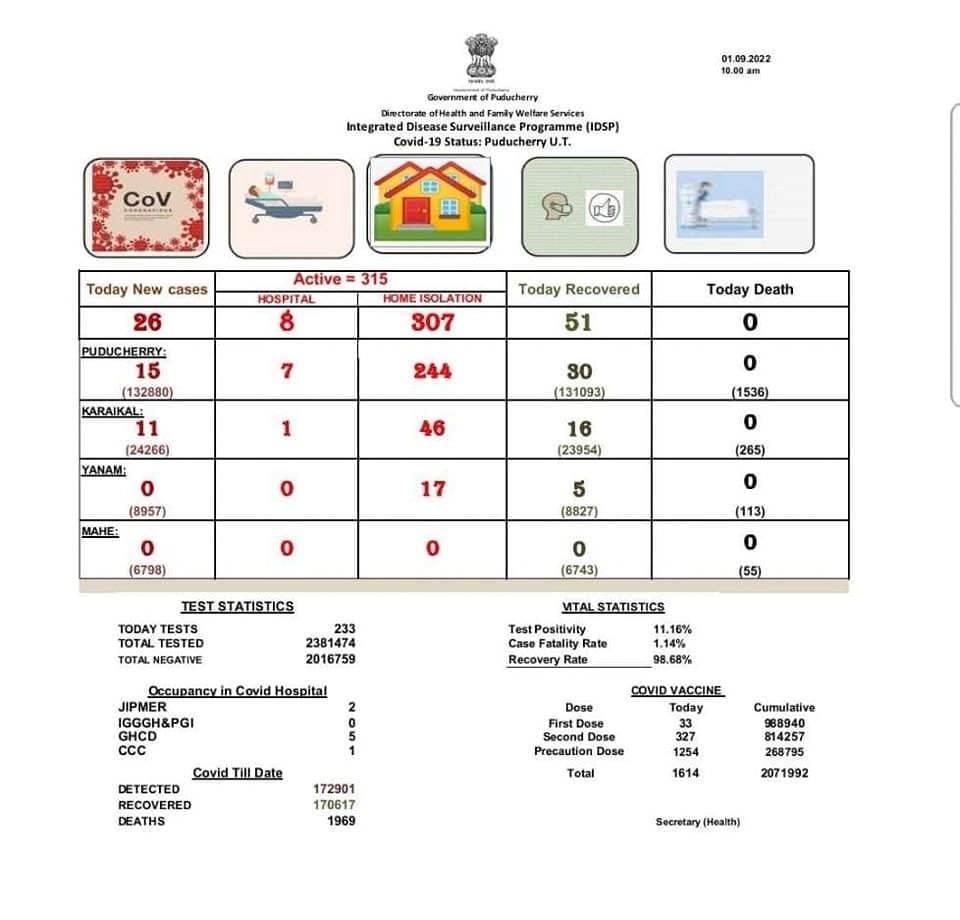 01.09.2022
10.00 am
Government of Puducherry
Directorate of Health and Family Welfare Services
Integrated Disease Surveillance Programme (IDSP)
Covid-19 Status: Puducherry U.T.
CoV
CORONAVIRUS
Today New cases
Active = 315
HOSPITAL HOME ISOLATION
Today Recovered
Today Death
26 8 307 51 0
PUDUCHERRY:
15 7 244 30 0
(132880) (131093) (1536)
KARAIKAL:
11 1 46 16 0
(24266) (23954) (265)
YANAM:
0 0 17 5 0
(8957) (8827) (113)
MAHE:
0 0 0 0 0
(6798) (6743) (55)
TEST STATISTICS
TODAY TESTS 233
TOTAL TESTED 2381474
TOTAL NEGATIVE 2016759
VITAL STATISTICS
Test Positivity 11.16%
Case Fatality Rate 1.14%
Recovery Rate 98.68%
Occupancy in Covid Hospital
JIPMER 2
IGGGH&PGI 0
GHCD 5
CCC 1
COVID VACCINE
Dose Today Cumulative
First Dose 33 988940
Second Dose 327 814257
Precaution Dose 1254 268795
Total 1614 2071992
Covid Till Date
DETECTED 172901
RECOVERED 170617
DEATHS 1969
Secretary (Health)